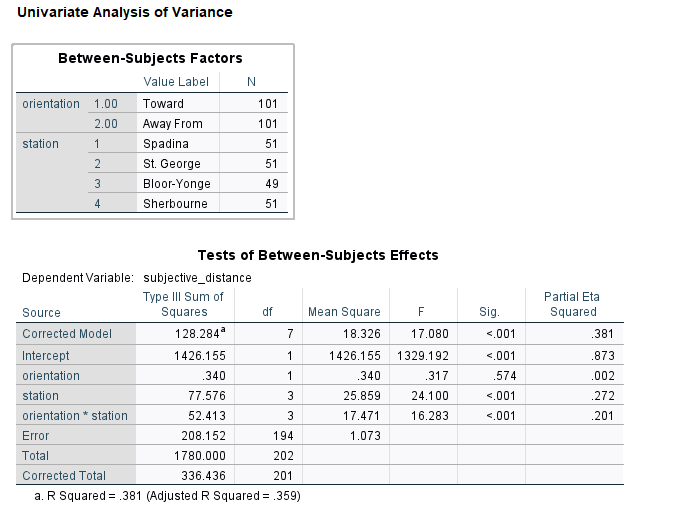 Univariate Analysis of Variance
Between-Subjects Factors
Value Label N
orientation 1.00 Toward 101
2.00 Away From 101
station 1 Spadina 51
2 St. George 51
3 Bloor-Yonge 49
4 Sherbourne 51
Tests of Between-Subjects Effects
Dependent Variable: subjective_distance
Source Type III Sum of Squares df Mean Square F Sig. Partial Eta Squared
Corrected Model 128.284a 7 18.326 17.080 <.001 .381
Intercept 1426.155 1 1426.155 1329.192 <.001 .873
orientation .340 1 .340 .317 .574 .002
station 77.576 3 25.859 24.100 <.001 .272
orientation * station 52.413 3 17.471 16.283 <.001 .201
Error 208.152 194 1.073
Total 1780.000 202
Corrected Total 336.436 201
a. R Squared = .381 (Adjusted R Squared = .359)